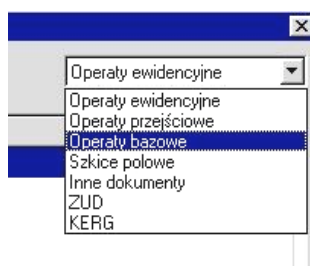 Operaty ewidencyjne
Operaty ewidencyjne
Operaty przejściowe
Operaty bazowe
Szkice polowe
Inne dokumenty
ZUD
KERG